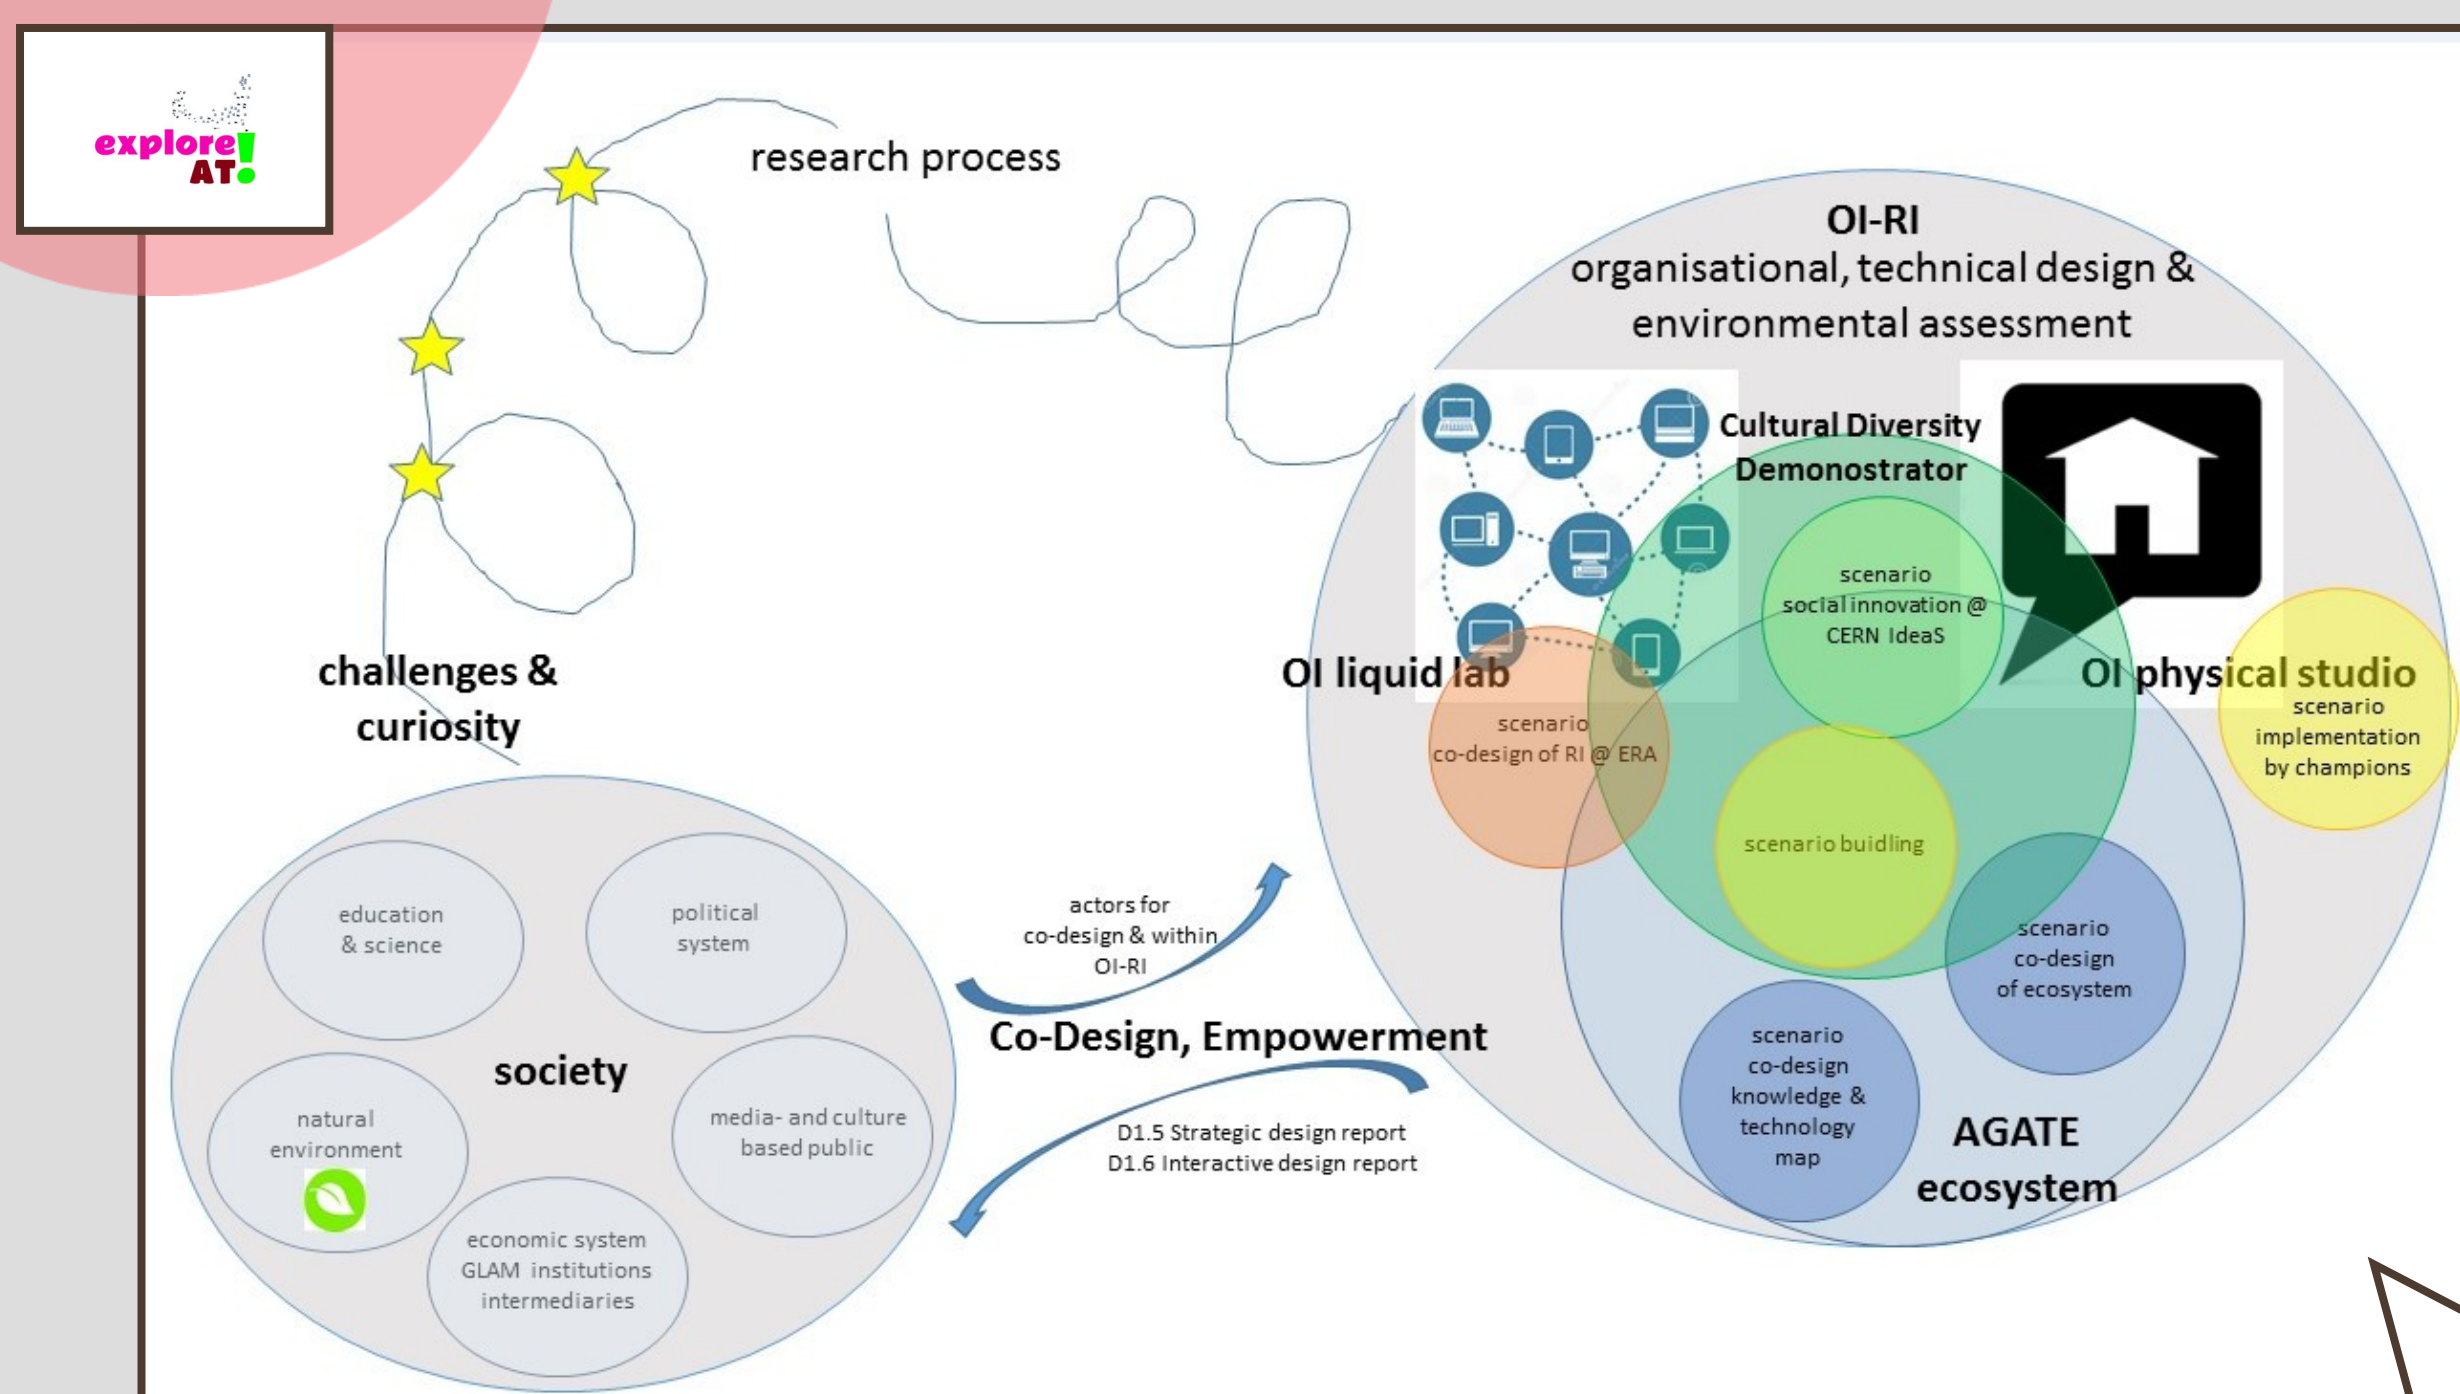 explore!
AT
research process
challenges &
curiosity
education
& science
political
system
society
natural
environment
media- and culture
based public
economic system
GLAM institutions
intermediaries
actors for
co-design & within
OI-RI
Co-Design, Empowerment
D1.5 Strategic design report
D1.6 Interactive design report
OI-RI
organisational, technical design &
environmental assessment
Cultural Diversity
Demonostrator
scenario
social innovation @
CERN IdeaS
OI liquid lab
OI physical studio
scenario
co-design of RI @ ERA
scenario
implementation
by champions
scenario buidling
scenario
co-design
of ecosystem
scenario
co-design
knowledge &
technology
map
AGATE
ecosystem